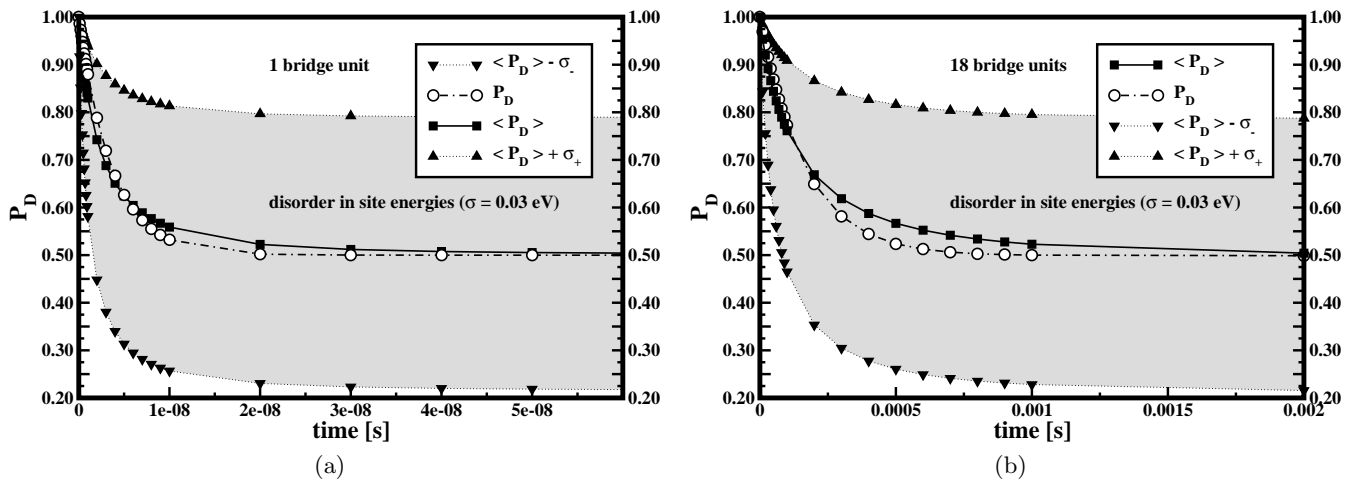 1.00
0.90
0.80
0.70
0.60
0.50
0.40
0.30
0.20
P_D
1.00
0.90
0.80
0.70
0.60
0.50
0.40
0.30
0.20
1 bridge unit
< P_D > - σ_-
P_D
< P_D >
< P_D > + σ_+
disorder in site energies (σ = 0.03 eV)
0 1e-08 2e-08 3e-08 4e-08 5e-08
time [s]
(a)
1.00
0.90
0.80
0.70
0.60
0.50
0.40
0.30
0.20
P_D
1.00
0.90
0.80
0.70
0.60
0.50
0.40
0.30
0.20
18 bridge units
< P_D >
P_D
< P_D > - σ_-
< P_D > + σ_+
disorder in site energies (σ = 0.03 eV)
0 0.0005 0.001 0.0015 0.002
time [s]
(b)